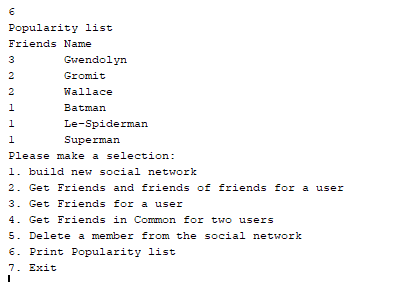 6
Popularity list
Friends Name
3 Gwendolyn
2 Gromit
2 Wallace
1 Batman
1 Le-Spiderman
1 Superman
Please make a selection:
1. build new social network
2. Get Friends and friends of friends for a user
3. Get Friends for a user
4. Get Friends in Common for two users
5. Delete a member from the social network
6. Print Popularity list
7. Exit